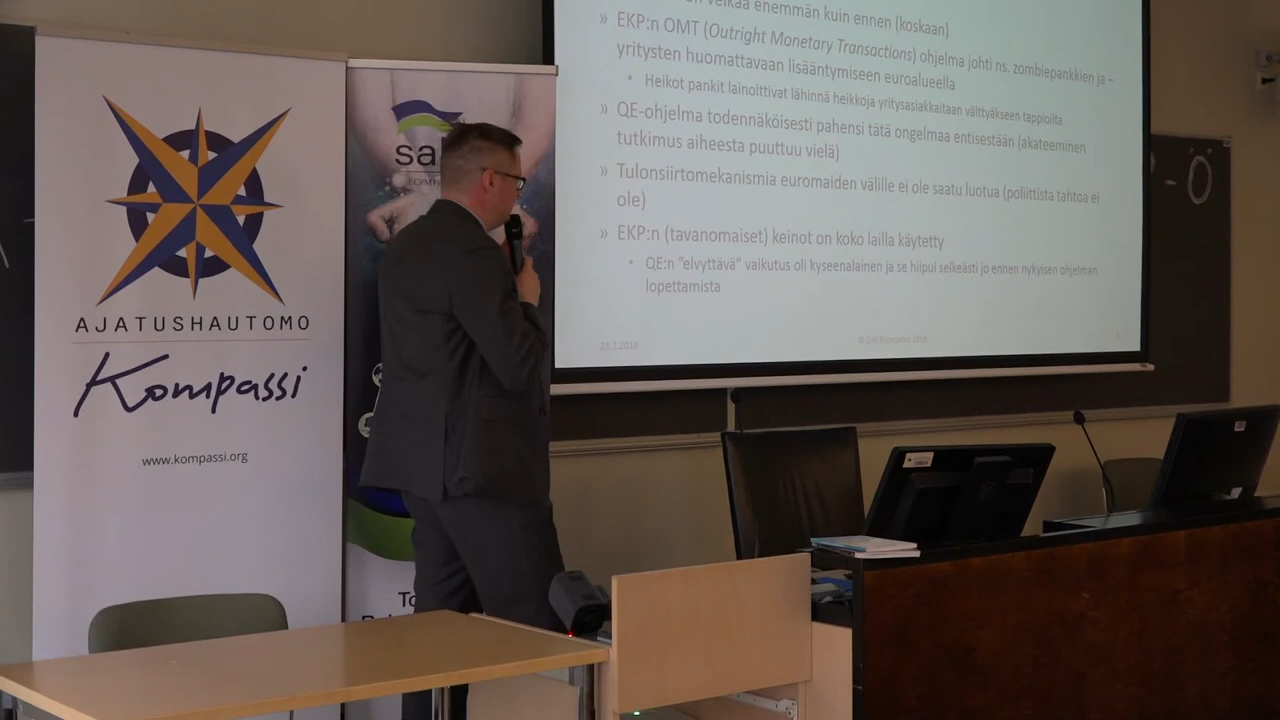 AJATUSHAUTOMO
Kompassi
www.kompassi.org
sa
To
velkaa enemmän kuin ennen (koskaan)
» EKP:n OMT (Outright Monetary Transactions) ohjelma johti ns. zombiepankkien ja –
yritysten huomattavaan lisääntymiseen euroalueella
• Heikot pankit lainoittivat lähinnä heikkoja yritysasiakkaitaan välttyäkseen tappioilta
» QE-ohjelma todennäköisesti pahensi tätä ongelmaa entisestään (akateeminen
tutkimus aiheesta puuttuu vielä)
» Tulonsiirtomekanismia euromaiden välille ei ole saatu luotua (poliittista tahtoa ei
ole)
» EKP:n (tavanomaiset) keinot on koko lailla käytetty
• QE:n "elvyttävä" vaikutus oli kyseenalainen ja se hiipui selkeästi jo ennen nykyisen ohjelman
lopettamista
23.2.2019